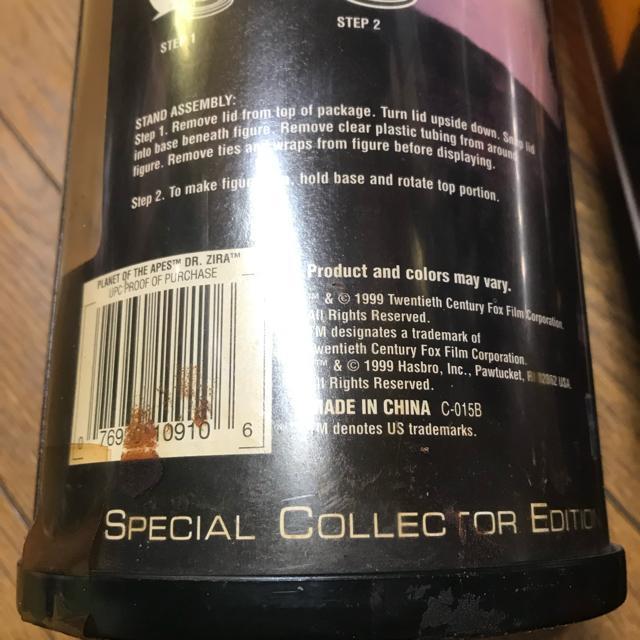 STEP 1
STEP 2
STAND ASSEMBLY:
Step 1. Remove lid from top of package. Turn lid upside down. Snap lid
into base beneath figure. Remove clear plastic tubing from around
figure. Remove ties and wraps from figure before displaying.
Step 2. To make figure hold base and rotate top portion.
PLANET OF THE APES™ DR. ZIRA™
UPC PROOF OF PURCHASE
0 10910 6
Product and colors may vary.
™ & © 1999 Twentieth Century Fox Film Corporation.
All Rights Reserved.
TM designates a trademark of
Twentieth Century Fox Film Corporation.
™ & © 1999 Hasbro, Inc., Pawtucket, RI 02862 USA
All Rights Reserved.
MADE IN CHINA C-015B
TM denotes US trademarks.
SPECIAL COLLECTOR EDITION